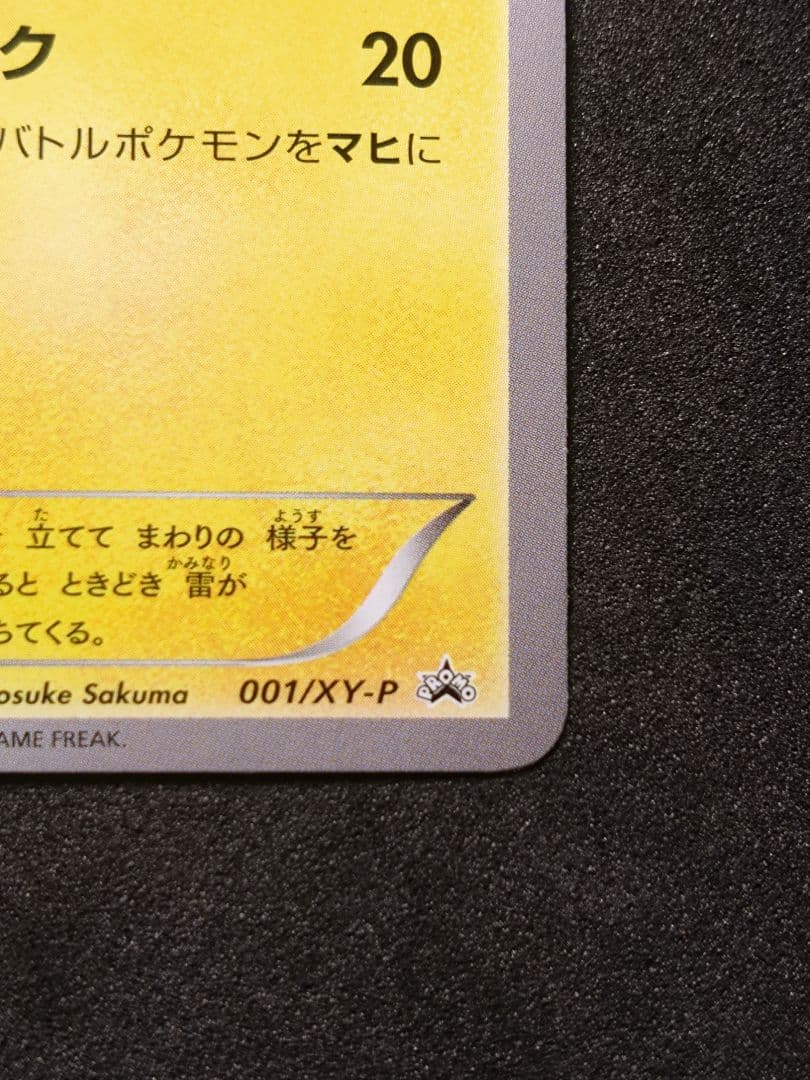 ク 20
バトルポケモンをマヒに
立てて まわりの 様子を
た ようす
ると ときどき 雷が
かみなり
ちてくる。
osuke Sakuma 001/XY-P PROMO
AME FREAK.